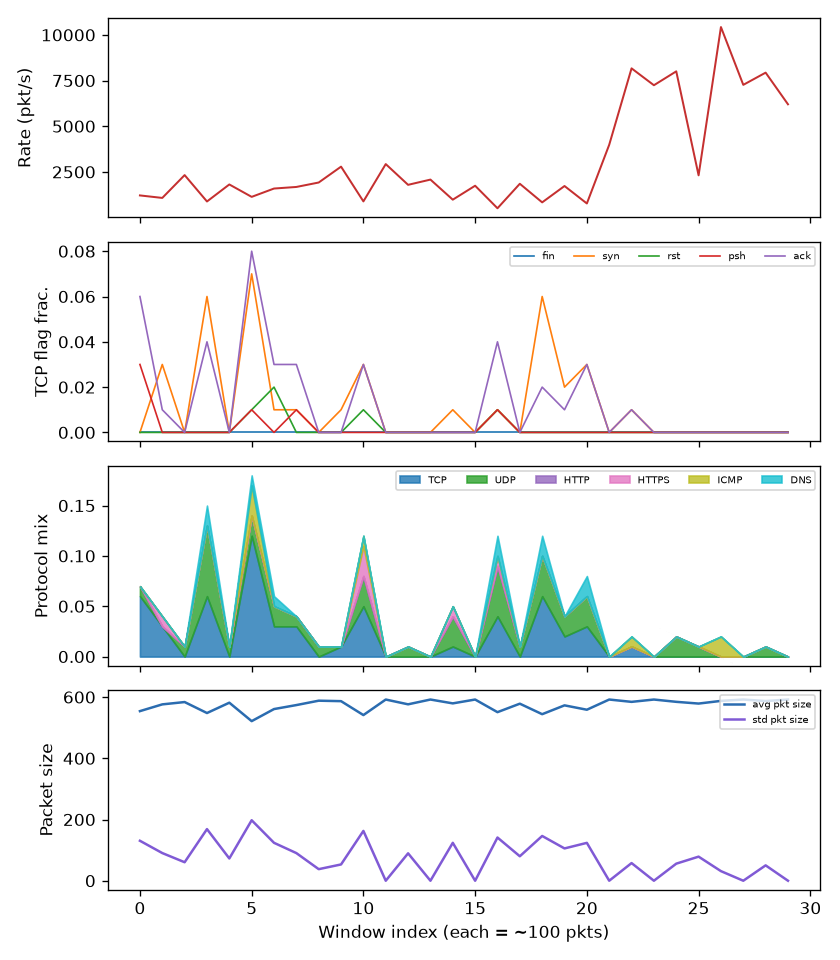 10000
7500
5000
2500
Rate (pkt/s)
fin syn rst psh ack
0.08
0.06
0.04
0.02
0.00
TCP flag frac.
TCP UDP HTTP HTTPS ICMP DNS
0.15
0.10
0.05
0.00
Protocol mix
avg pkt size
std pkt size
600
400
200
0
Packet size
0 5 10 15 20 25 30
Window index (each = ~100 pkts)